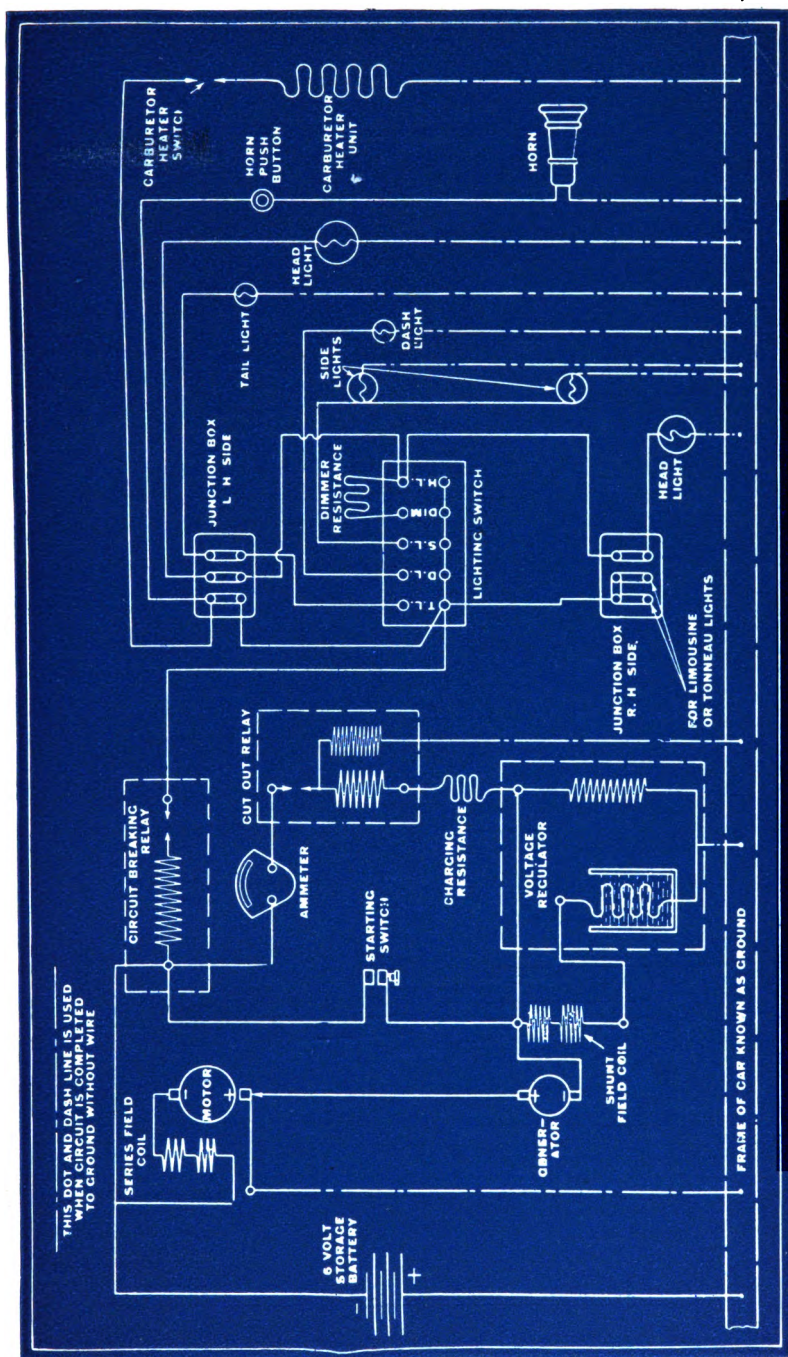 THIS DOT AND DASH LINE IS USED
WHEN CIRCUIT IS COMPLETED
TO GROUND WITHOUT WIRE
6 VOLT
STORAGE
BATTERY
-
+
SERIES FIELD
COIL
-
MOTOR
+
+
-
GENER-
ATOR
SHUNT
FIELD COIL
STARTING
SWITCH
CIRCUIT BREAKING
RELAY
AMMETER
CUT OUT RELAY
CHARGING
RESISTANCE
VOLTAGE
REGULATOR
JUNCTION BOX
L H SIDE
DIMMER
RESISTANCE
T.L.
D.L.
S.L.
DIM
H.L.
LIGHTING SWITCH
JUNCTION BOX
R. H SIDE.
FOR LIMOUSINE
OR TONNEAU LIGHTS
TAIL LIGHT
SIDE
LIGHTS
DASH
LIGHT
HEAD
LIGHT
HEAD
LIGHT
CARBURETOR
HEATER
SWITCH
HORN
PUSH
BUTTON
CARBURETOR
HEATER
UNIT
HORN
FRAME OF CAR KNOWN AS GROUND